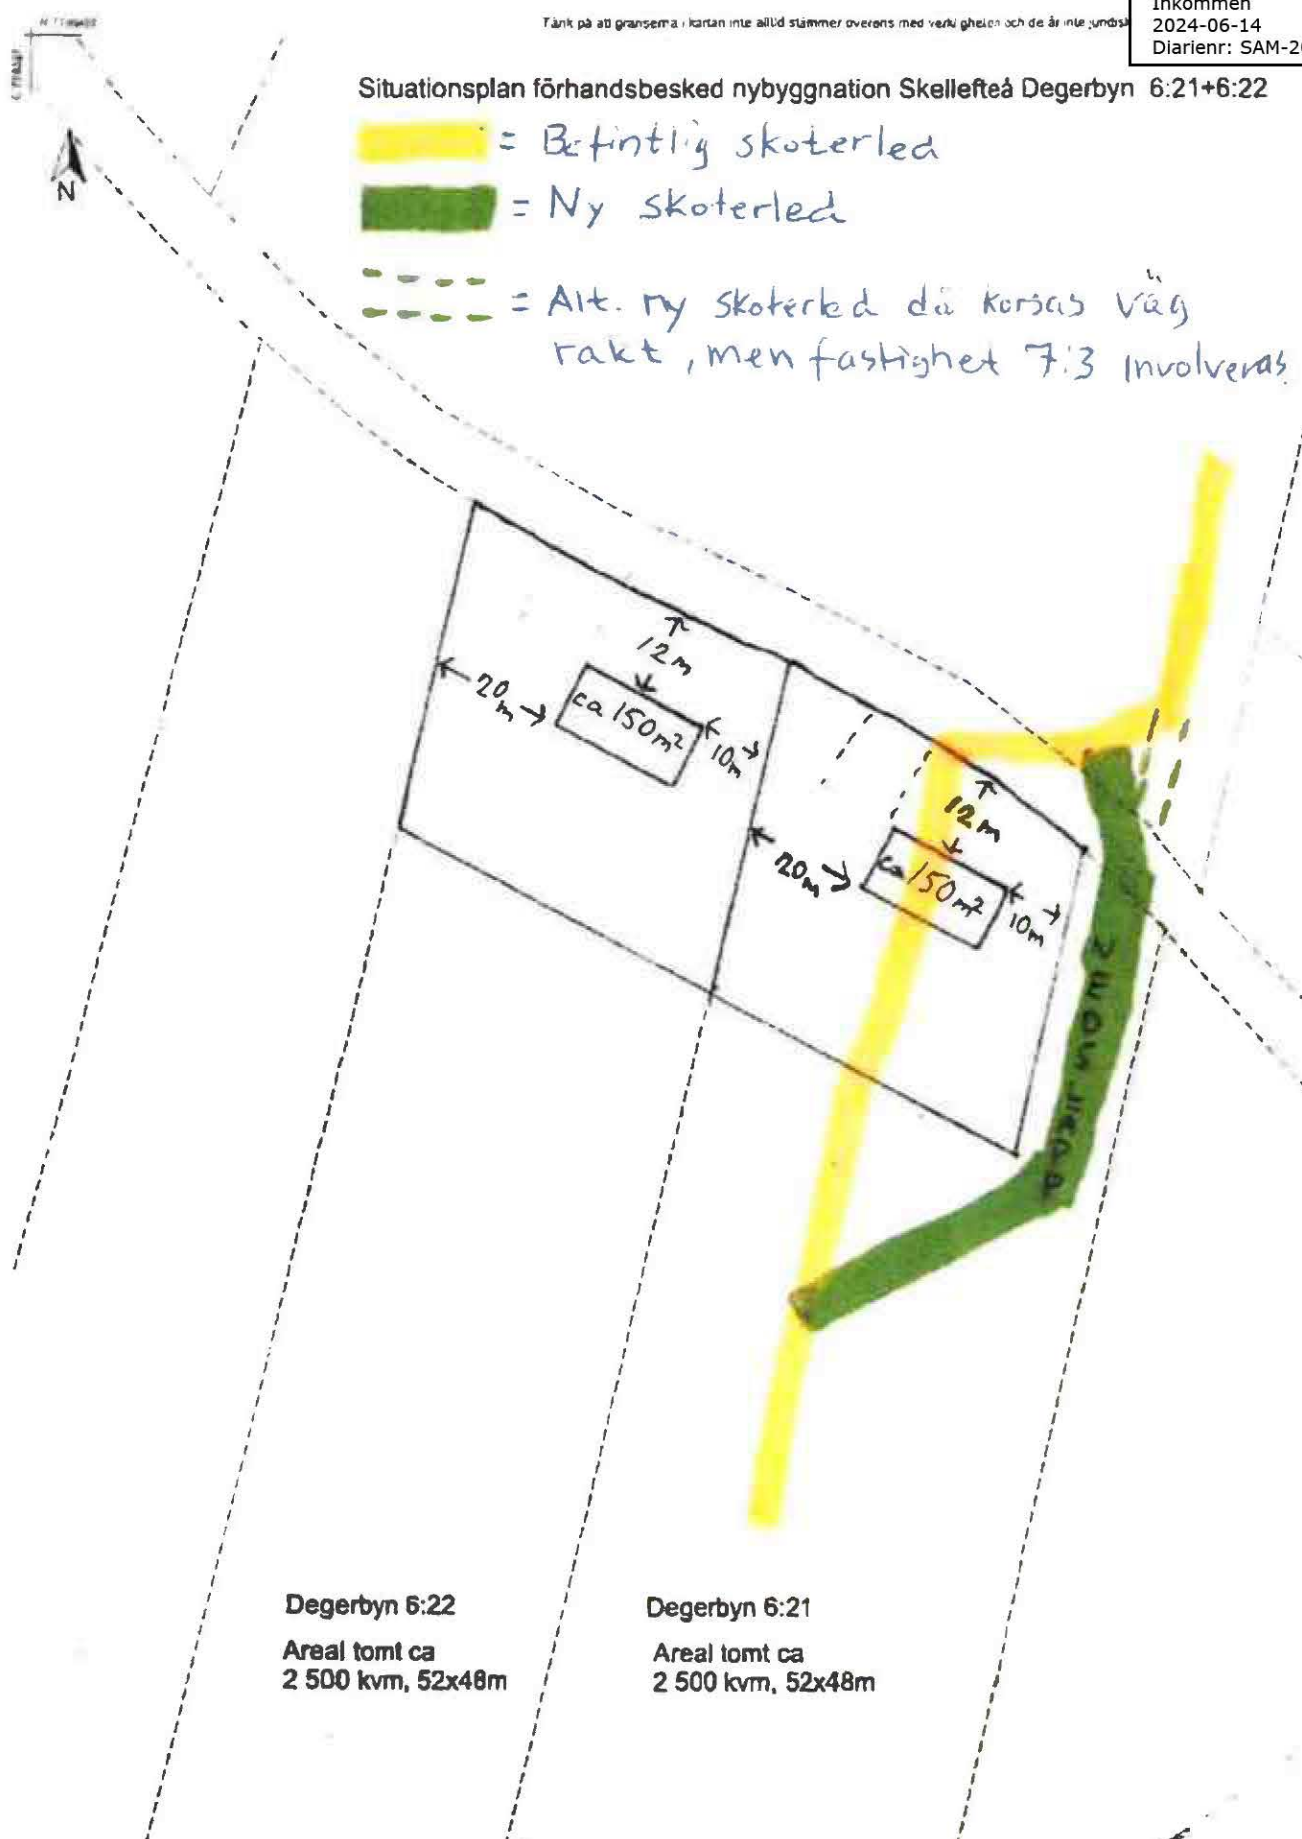 Tänk på att gränserna i kartan inte alltid stämmer överens med verkligheten och de är inte
Inkommen
2024-06-14
Diarienr: SAM-20
Situationsplan förhandsbesked nybyggnation Skellefteå Degerbyn 6:21+6:22
= Befintlig skoterled
= Ny skoterled
= Alt. ny skoterled då korsas väg
rakt, men fastighet 7:3 involveras
N
12m
20m
ca 150m²
10m
12m
20m
ca 150m²
10m
Degerbyn 6:22
Areal tomt ca
2 500 kvm, 52x48m
Degerbyn 6:21
Areal tomt ca
2 500 kvm, 52x48m